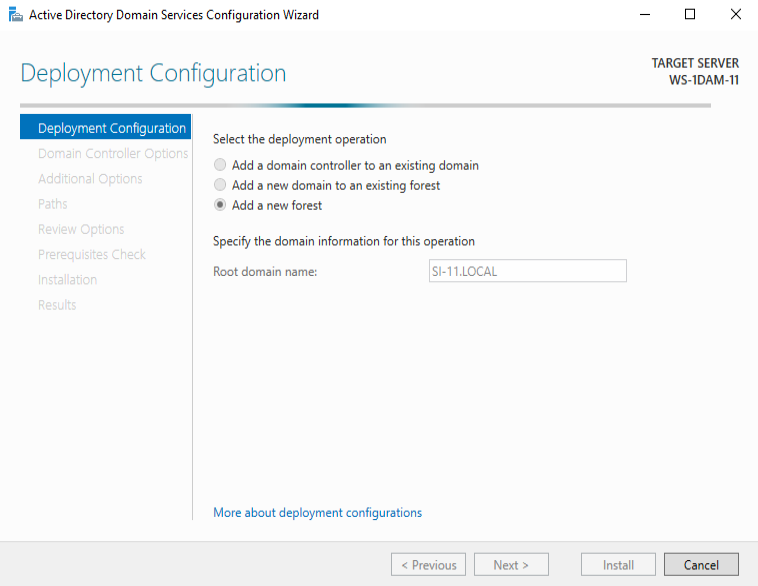 Active Directory Domain Services Configuration Wizard
Deployment Configuration
TARGET SERVER
WS-1DAM-11
Deployment Configuration
Domain Controller Options
Additional Options
Paths
Review Options
Prerequisites Check
Installation
Results
Select the deployment operation
Add a domain controller to an existing domain
Add a new domain to an existing forest
Add a new forest
Specify the domain information for this operation
Root domain name:
SI-11.LOCAL
More about deployment configurations
< Previous
Next >
Install
Cancel